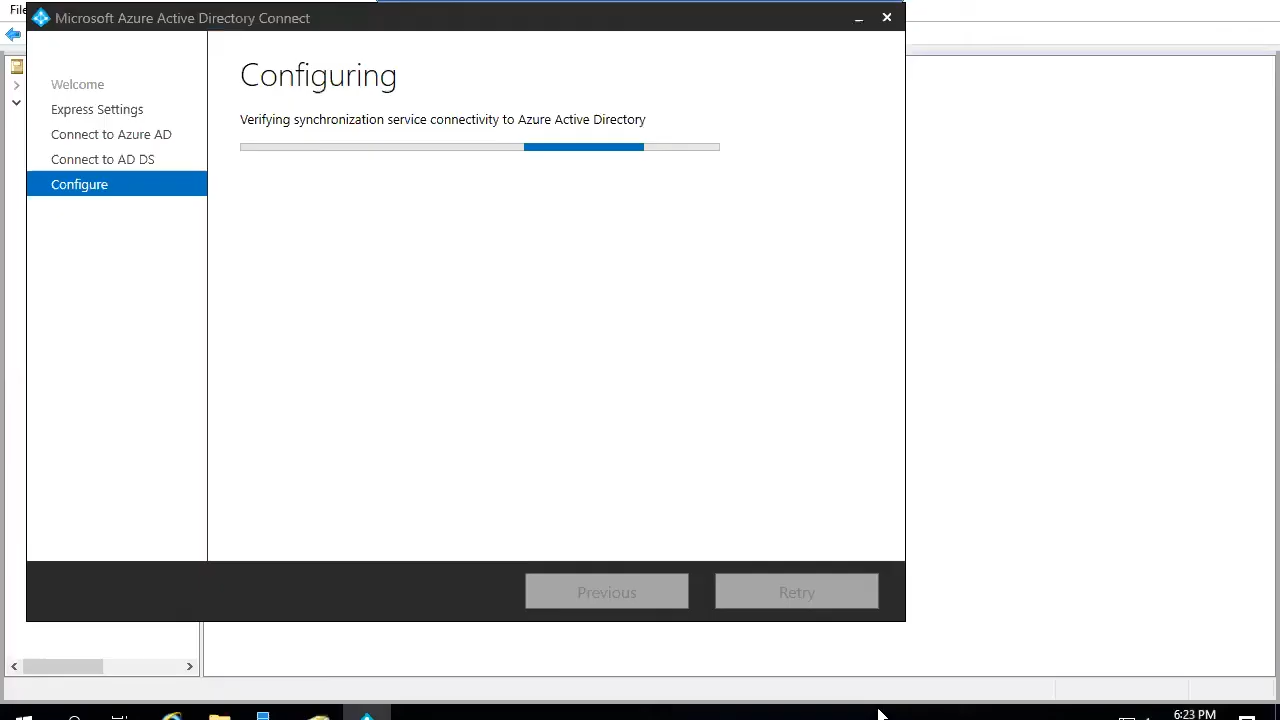 File
Microsoft Azure Active Directory Connect
Welcome
Express Settings
Connect to Azure AD
Connect to AD DS
Configure
Configuring
Verifying synchronization service connectivity to Azure Active Directory
Previous
Retry
6:23 PM